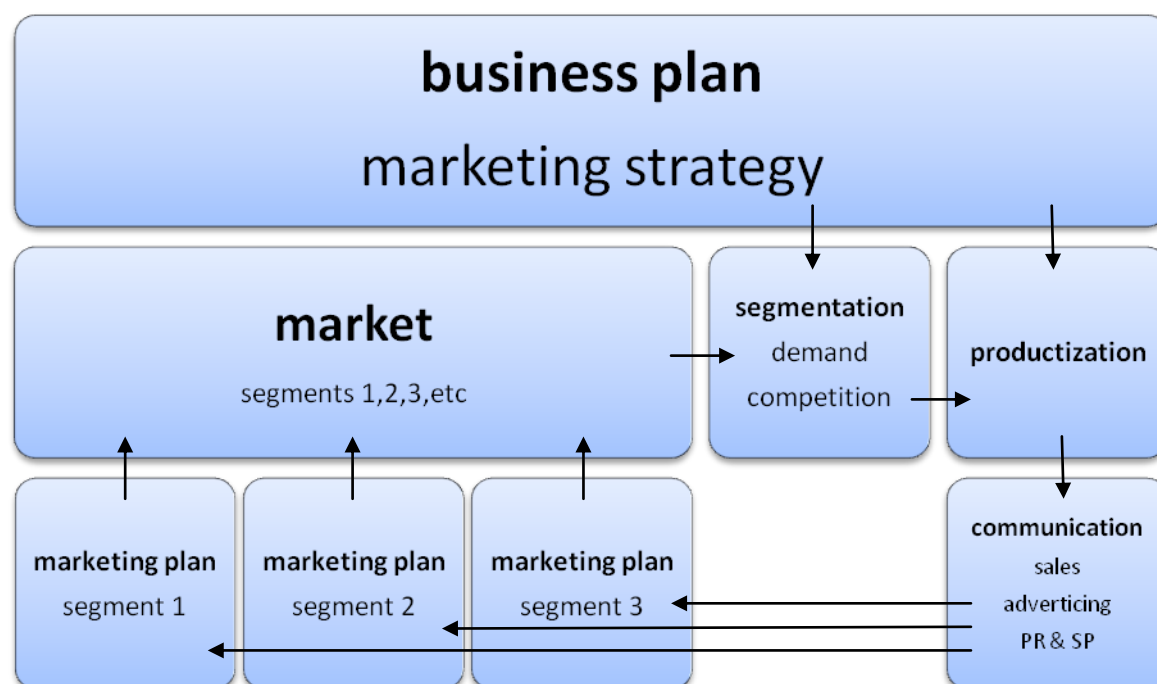 business plan
marketing strategy
market
segments 1,2,3,etc
segmentation
demand
competition
productization
marketing plan
segment 1
marketing plan
segment 2
marketing plan
segment 3
communication
sales
adverticing
PR & SP